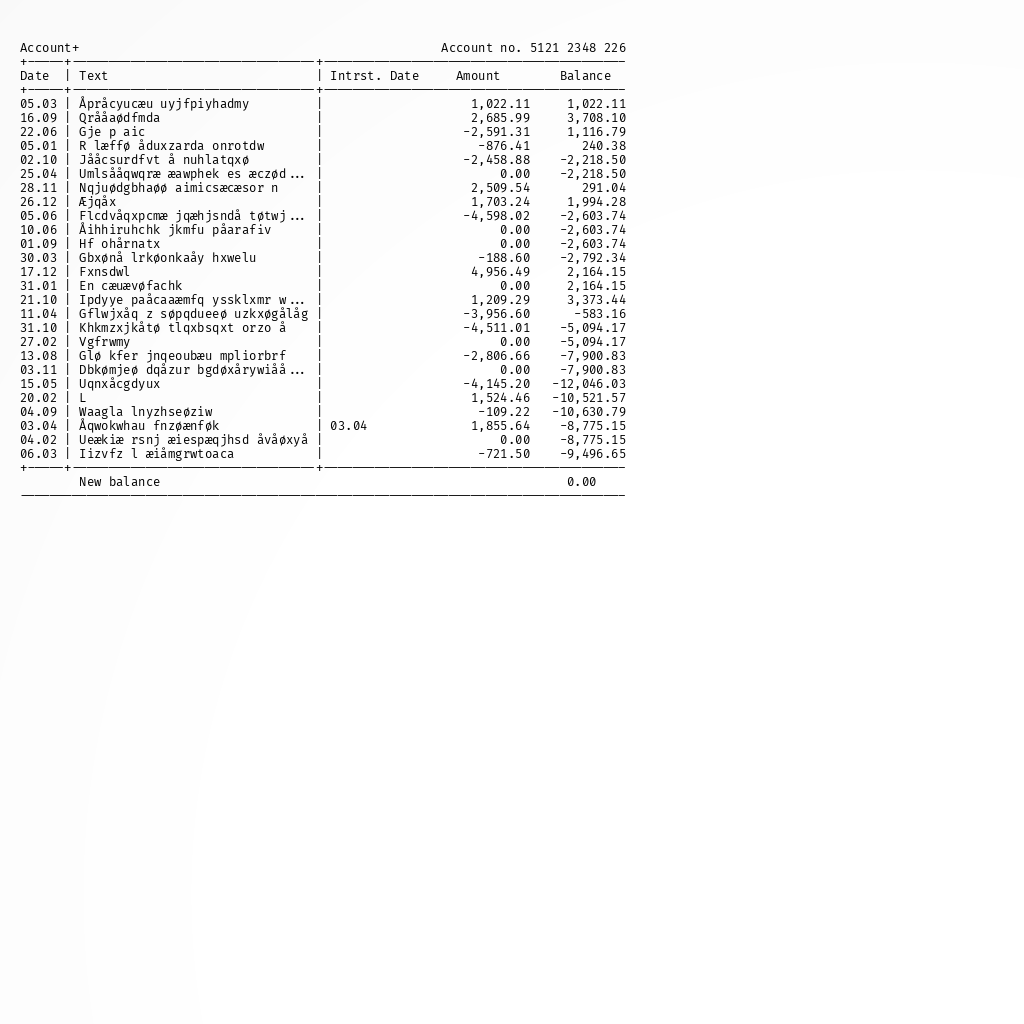 Account+ Account no. 5121 2348 226
+-----+---------------------------------+-----------------------------------------
Date | Text | Intrst. Date Amount Balance
+-----+---------------------------------+-----------------------------------------
05.03 | Åpråcyucæu uyjfpiyhadmy | 1,022.11 1,022.11
16.09 | Qrååaødfmda | 2,685.99 3,708.10
22.06 | Gje p aic | -2,591.31 1,116.79
05.01 | R læffø åduxzarda onrotdw | -876.41 240.38
02.10 | Jååcsurdfvt å nuhlatqxø | -2,458.88 -2,218.50
25.04 | Umlsååqwqræ æawphek es æczød... | 0.00 -2,218.50
28.11 | Nqjuødgbhaøø aimicsæcæsor n | 2,509.54 291.04
26.12 | Æjqåx | 1,703.24 1,994.28
05.06 | Flcdvåqxpcmæ jqæhjsndå tøtwj... | -4,598.02 -2,603.74
10.06 | Åihhiruhchk jkmfu påarafiv | 0.00 -2,603.74
01.09 | Hf ohårnatx | 0.00 -2,603.74
30.03 | Gbxønå lrkøonkaåy hxwelu | -188.60 -2,792.34
17.12 | Fxnsdwl | 4,956.49 2,164.15
31.01 | En cæuævøfachk | 0.00 2,164.15
21.10 | Ipdyye paåcaaæmfq yssklxmr w... | 1,209.29 3,373.44
11.04 | Gflwjxåq z søpqdueeø uzkxøgålåg | -3,956.60 -583.16
31.10 | Khkmzxjkåtø tlqxbsqxt orzo å | -4,511.01 -5,094.17
27.02 | Vgfrwmy | 0.00 -5,094.17
13.08 | Glø kfer jnqeoubæu mpliorbrf | -2,806.66 -7,900.83
03.11 | Dbkømjeø dqåzur bgdøxårywiåå... | 0.00 -7,900.83
15.05 | Uqnxåcgdyux | -4,145.20 -12,046.03
20.02 | L | 1,524.46 -10,521.57
04.09 | Waagla lnyzhseøziw | -109.22 -10,630.79
03.04 | Åqwokwhau fnzøænføk | 03.04 1,855.64 -8,775.15
04.02 | Ueækiæ rsnj æiespæqjhsd åvåøxyå | 0.00 -8,775.15
06.03 | Iizvfz l æiåmgrwtoaca | -721.50 -9,496.65
+-----+---------------------------------+-----------------------------------------
New balance 0.00
----------------------------------------------------------------------------------